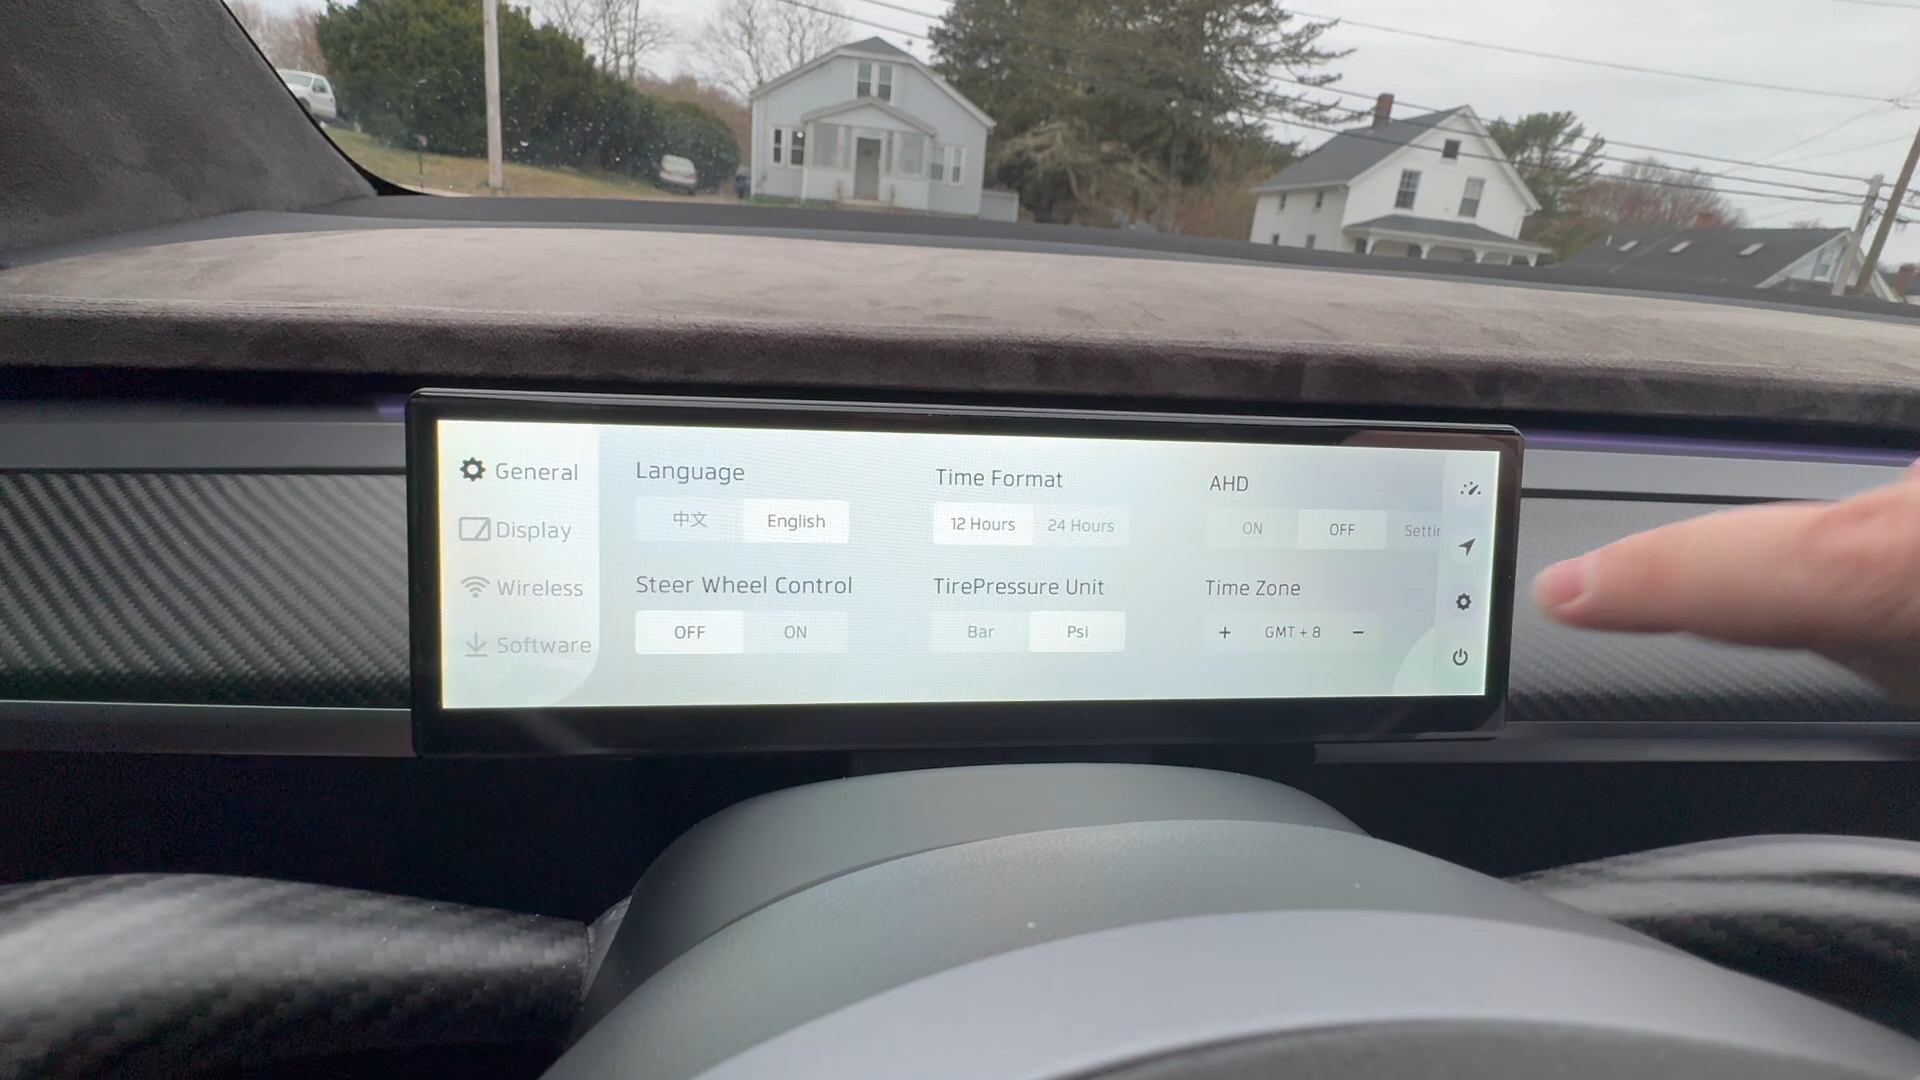 General
Display
Wireless
Software
Language
中文 English
Steer Wheel Control
OFF ON
Time Format
12 Hours 24 Hours
TirePressure Unit
Bar Psi
AHD
ON OFF Settin
Time Zone
+ GMT + 8 −